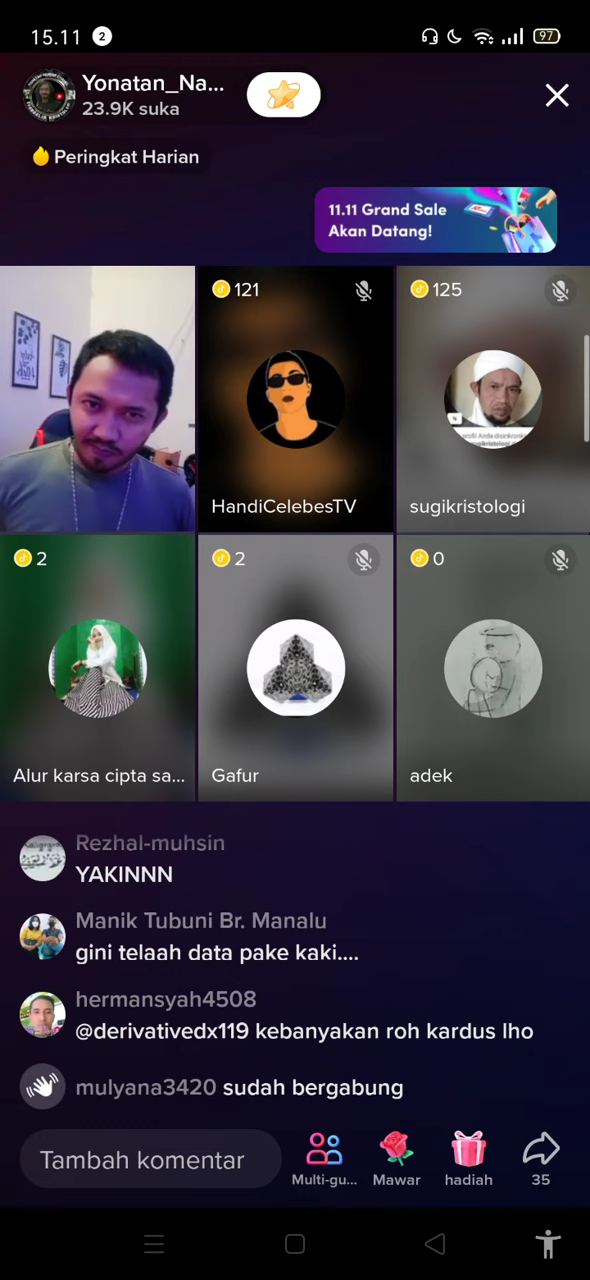 15.11 2 97
Yonatan_Na...
23.9K suka
Peringkat Harian
11.11 Grand Sale
Akan Datang!
121
125
HandiCelebesTV
sugikristologi
2
2
0
Alur karsa cipta sa...
Gafur
adek
Rezhal-muhsin
YAKINNN
Manik Tubuni Br. Manalu
gini telaah data pake kaki....
hermansyah4508
@derivativedx119 kebanyakan roh kardus lho
mulyana3420 sudah bergabung
Tambah komentar
Multi-gu...
Mawar
hadiah
35